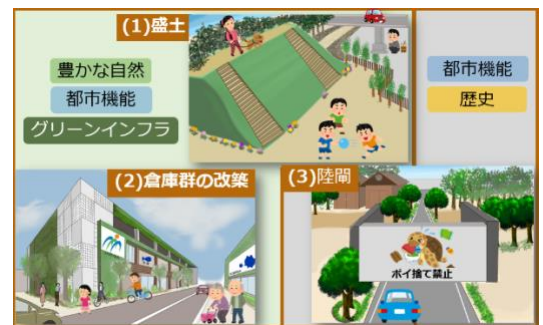 (1)盛土
豊かな自然
都市機能
グリーンインフラ
都市機能
歴史
(2)倉庫群の改築
(3)陸閘
ポイ捨て禁止